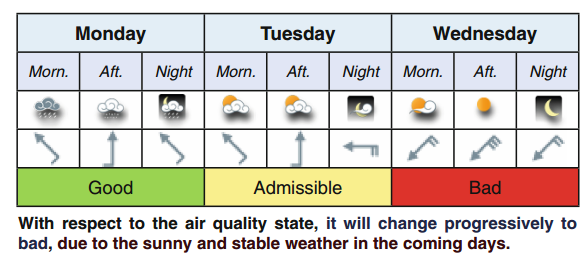 Monday Tuesday Wednesday
Morn. Aft. Night Morn. Aft. Night Morn. Aft. Night
Good Admissible Bad
With respect to the air quality state, it will change progressively to
bad, due to the sunny and stable weather in the coming days.